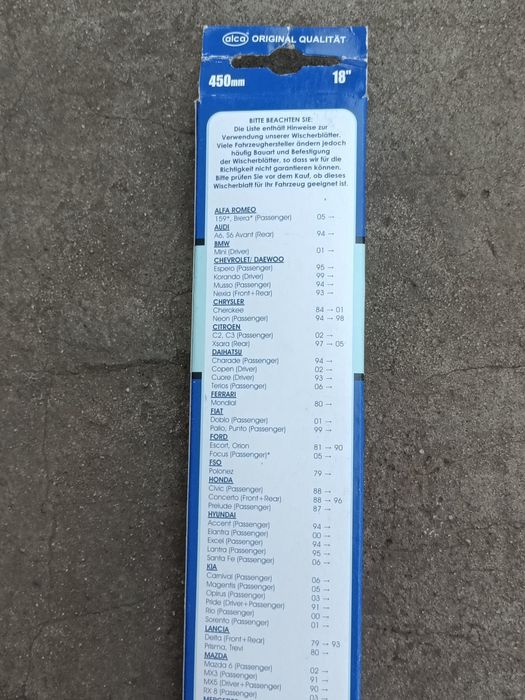 alca ORIGINAL QUALITÄT
450mm 18"
BITTE BEACHTEN SIE:
Die Liste enthält Hinweise zur
Verwendung unserer Wischerblätter.
Viele Fahrzeughersteller ändern jedoch
häufig Bauart und Befestigung
der Wischerblätter, so dass wir für die
Richtigkeit nicht garantieren können.
Bitte prüfen Sie vor dem Kauf, ob dieses
Wischerblatt für Ihr Fahrzeug geeignet ist.
ALFA ROMEO
159*, Brera* (Passenger) 05 →
AUDI
A6, S6 Avant (Rear) 94 →
BMW
Mini (Driver) 01 →
CHEVROLET/ DAEWOO
Espero (Passenger) 95 →
Korando (Driver) 99 →
Musso (Passenger) 94 →
Nexia (Front+Rear) 93 →
CHRYSLER
Cherokee 84 → 01
Neon (Passenger) 94 → 98
CITROEN
C2, C3 (Passenger) 02 →
Xsara (Rear) 97 → 05
DAIHATSU
Charade (Passenger) 94 →
Copen (Driver) 02 →
Cuore (Driver) 93 →
Terios (Passenger) 06 →
FERRARI
Mondial 80 →
FIAT
Doblo (Passenger) 01 →
Palio, Punto (Passenger) 99 →
FORD
Escort, Orion 81 → 90
Focus (Passenger)* 05 →
FSO
Polonez 79 →
HONDA
Civic (Passenger) 88 →
Concerto (Front+Rear) 88 → 96
Prelude (Passenger) 87 →
HYUNDAI
Accent (Passenger) 94 →
Elantra (Passenger) 00 →
Excel (Passenger) 94 →
Lantra (Passenger) 95 →
Santa Fe (Passenger) 06 →
KIA
Carnival (Passenger) 06 →
Magentis (Passenger) 05 →
Opirus (Passenger) 03 →
Pride (Driver+Passenger) 91 →
Rio (Passenger) 00 →
Sorento (Passenger) 01 →
LANCIA
Delta (Front+Rear) 79 → 93
Prisma, Trevi 80 →
MAZDA
Mazda 6 (Passenger) 02 →
MX3 (Passenger) 91 →
MX5 (Driver+Passenger) 90 →
RX 8 (Passenger)